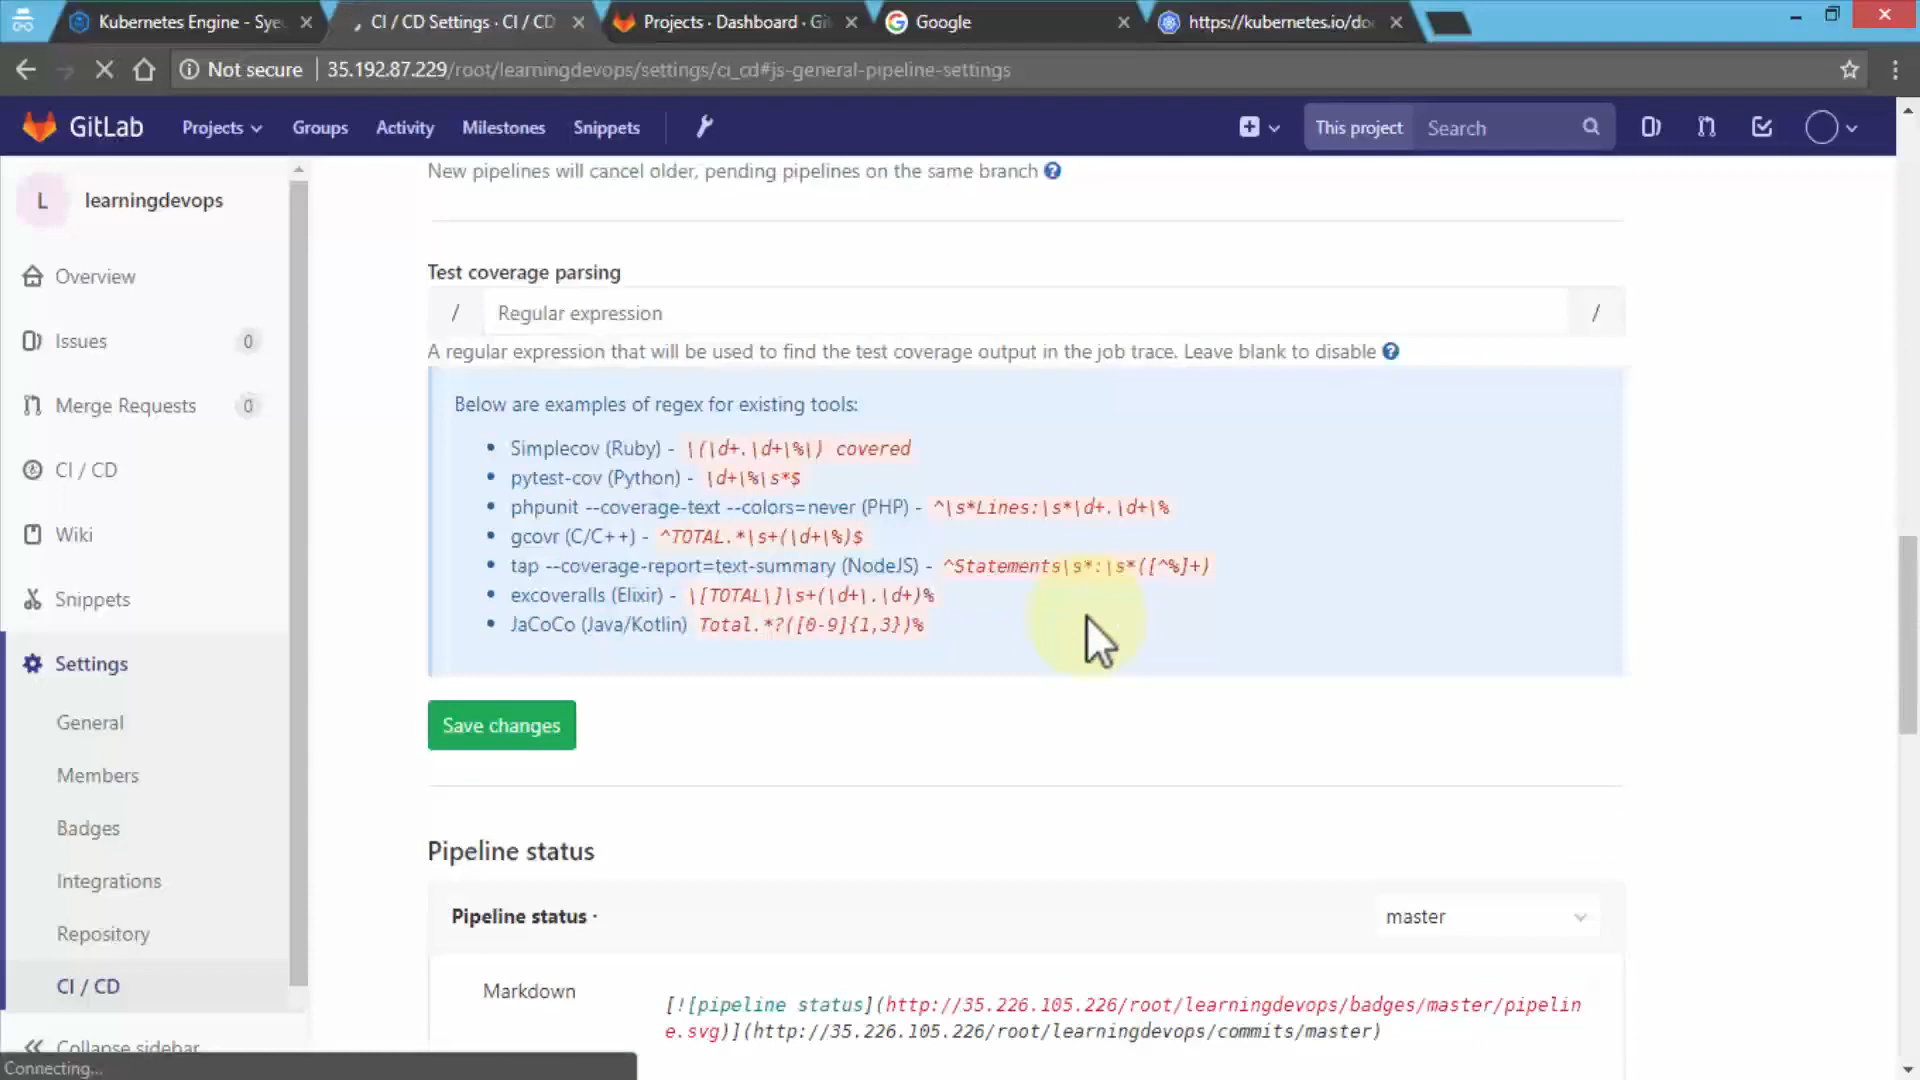 Kubernetes Engine - Sye
CI / CD Settings · CI / CD
Projects · Dashboard · Git
Google
https://kubernetes.io/doc
Not secure
35.192.87.229/root/learningdevops/settings/ci_cd#js-general-pipeline-settings
GitLab
Projects
Groups
Activity
Milestones
Snippets
This project
Search
L
learningdevops
Overview
Issues
0
Merge Requests
0
CI / CD
Wiki
Snippets
Settings
General
Members
Badges
Integrations
Repository
CI / CD
Collapse sidebar
Connecting...
New pipelines will cancel older, pending pipelines on the same branch
Test coverage parsing
/ Regular expression /
A regular expression that will be used to find the test coverage output in the job trace. Leave blank to disable
Below are examples of regex for existing tools:
Simplecov (Ruby) - \(\d+.\d+\%\) covered
pytest-cov (Python) - \d+\%\s*$
phpunit --coverage-text --colors=never (PHP) - ^\s*Lines:\s*\d+.\d+\%
gcovr (C/C++) - ^TOTAL.*\s+(\d+\%)$
tap --coverage-report=text-summary (NodeJS) - ^Statements\s*:\s*([^%]+)
excoveralls (Elixir) - \[TOTAL\]\s+(\d+\.\d+)%
JaCoCo (Java/Kotlin) Total.*?([0-9]{1,3})%
Save changes
Pipeline status
Pipeline status ·
master
Markdown
[![pipeline status](http://35.226.105.226/root/learningdevops/badges/master/pipelin
e.svg)](http://35.226.105.226/root/learningdevops/commits/master)